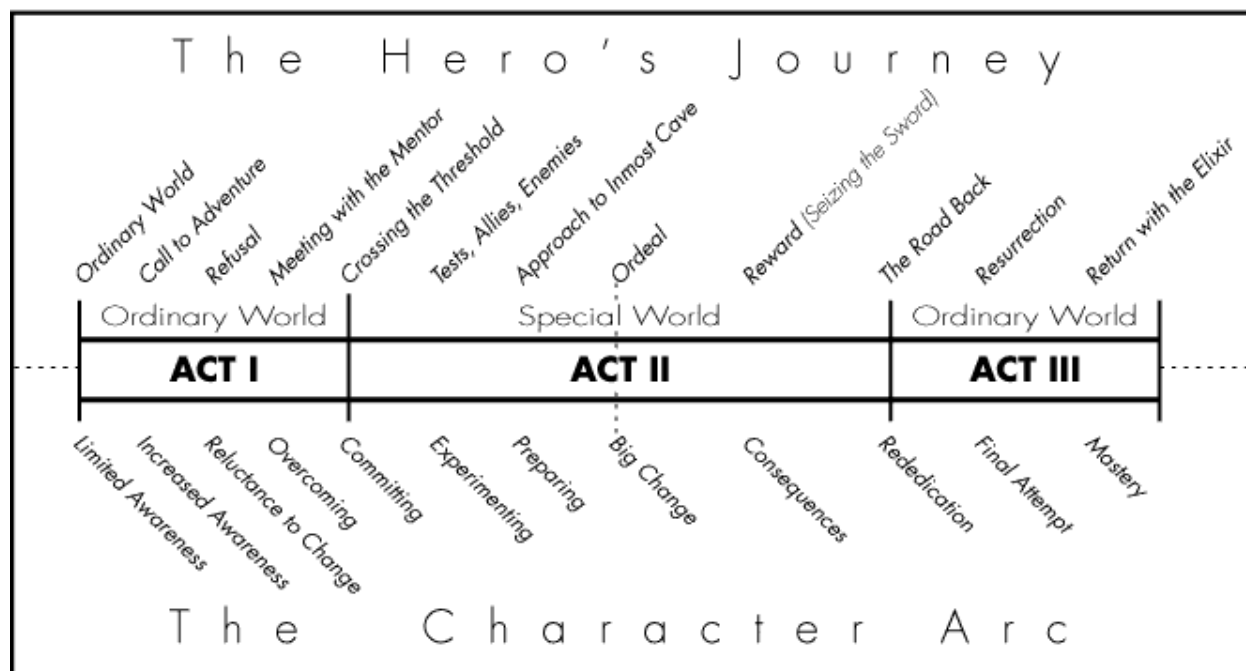 The Hero's Journey
Ordinary World
Call to Adventure
Refusal
Meeting with the Mentor
Crossing the Threshold
Tests, Allies, Enemies
Approach to Inmost Cave
Ordeal
Reward (Seizing the Sword)
The Road Back
Resurrection
Return with the Elixir
Ordinary World
Special World
Ordinary World
ACT I
ACT II
ACT III
Limited Awareness
Increased Awareness
Reluctance to Change
Overcoming
Committing
Experimenting
Preparing
Big Change
Consequences
Rededication
Final Attempt
Mastery
The Character Arc